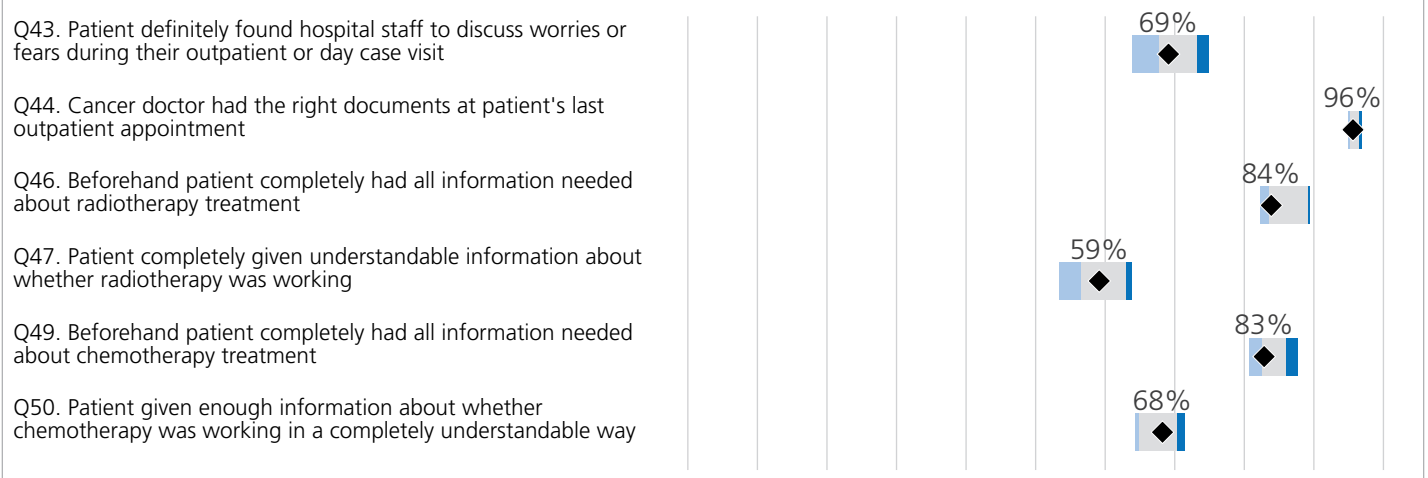 Q43. Patient definitely found hospital staff to discuss worries or
fears during their outpatient or day case visit
69%
Q44. Cancer doctor had the right documents at patient's last
outpatient appointment
96%
Q46. Beforehand patient completely had all information needed
about radiotherapy treatment
84%
Q47. Patient completely given understandable information about
whether radiotherapy was working
59%
Q49. Beforehand patient completely had all information needed
about chemotherapy treatment
83%
Q50. Patient given enough information about whether
chemotherapy was working in a completely understandable way
68%